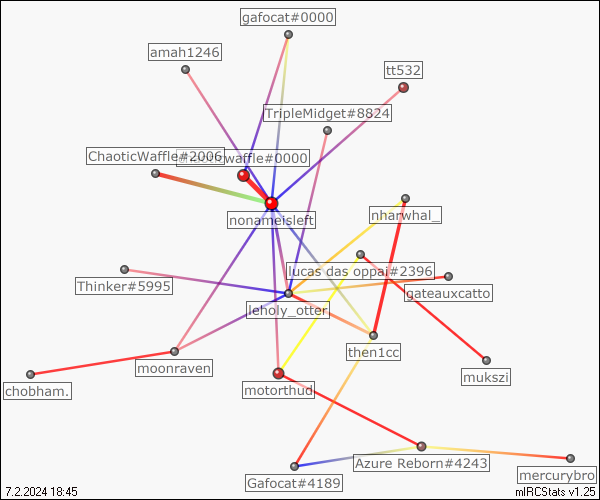 gafocat#0000
amah1246
tt532
TripleMidget#8824
ChaoticWaffle#2006
waffle#0000
nonameisleft
nharwhal_
lucas das oppai#2396
Thinker#5995
gateauxcatto
leholy_otter
then1cc
moonraven
mukszi
chobham.
motorthud
Azure Reborn#4243
Gafocat#4189
mercurybro
7.2.2024 18:45
mIRCStats v1.25